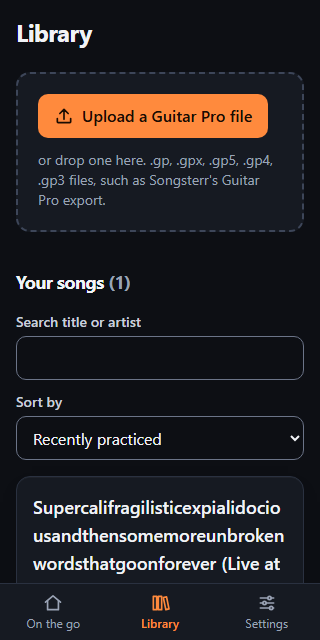 Library
Upload a Guitar Pro file
or drop one here. .gp, .gpx, .gp5, .gp4,
.gp3 files, such as Songsterr's Guitar
Pro export.
Your songs (1)
Search title or artist
Sort by
Recently practiced
Supercalifragilisticexpialidocio
usandthensomemoreunbroken
wordsthatgoonforever (Live at
On the go
Library
Settings